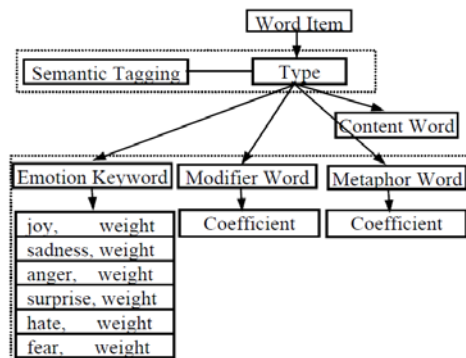 Word Item
Semantic Tagging
Type
Content Word
Emotion Keyword
Modifier Word
Metaphor Word
joy, weight
sadness, weight
anger, weight
surprise, weight
hate, weight
fear, weight
Coefficient
Coefficient